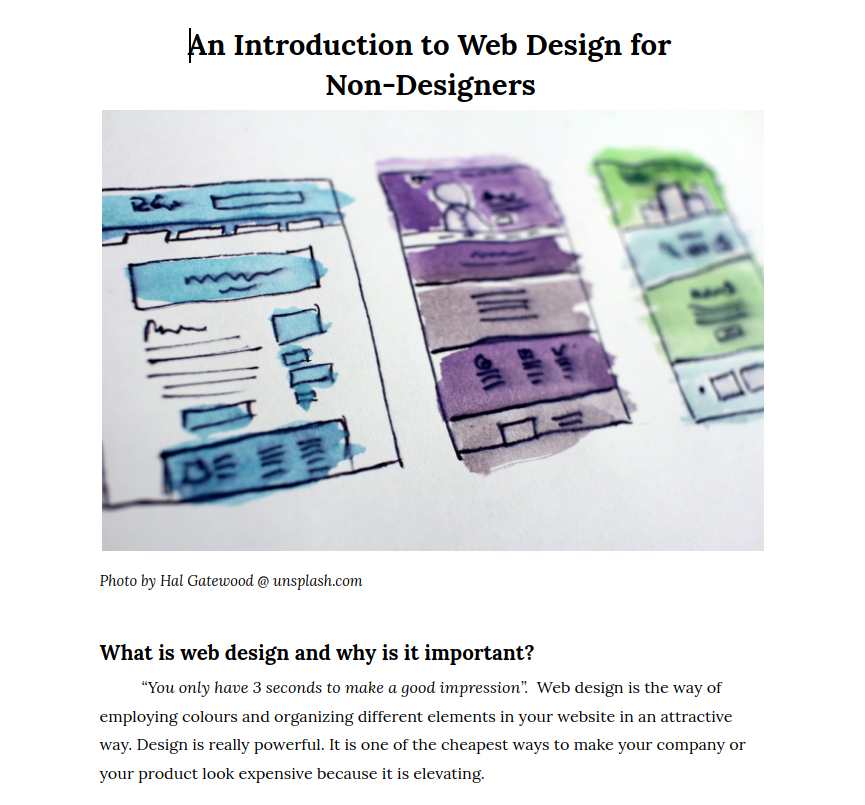 An Introduction to Web Design for
Non-Designers
Photo by Hal Gatewood @ unsplash.com
What is web design and why is it important?
“You only have 3 seconds to make a good impression”. Web design is the way of
employing colours and organizing different elements in your website in an attractive
way. Design is really powerful. It is one of the cheapest ways to make your company or
your product look expensive because it is elevating.